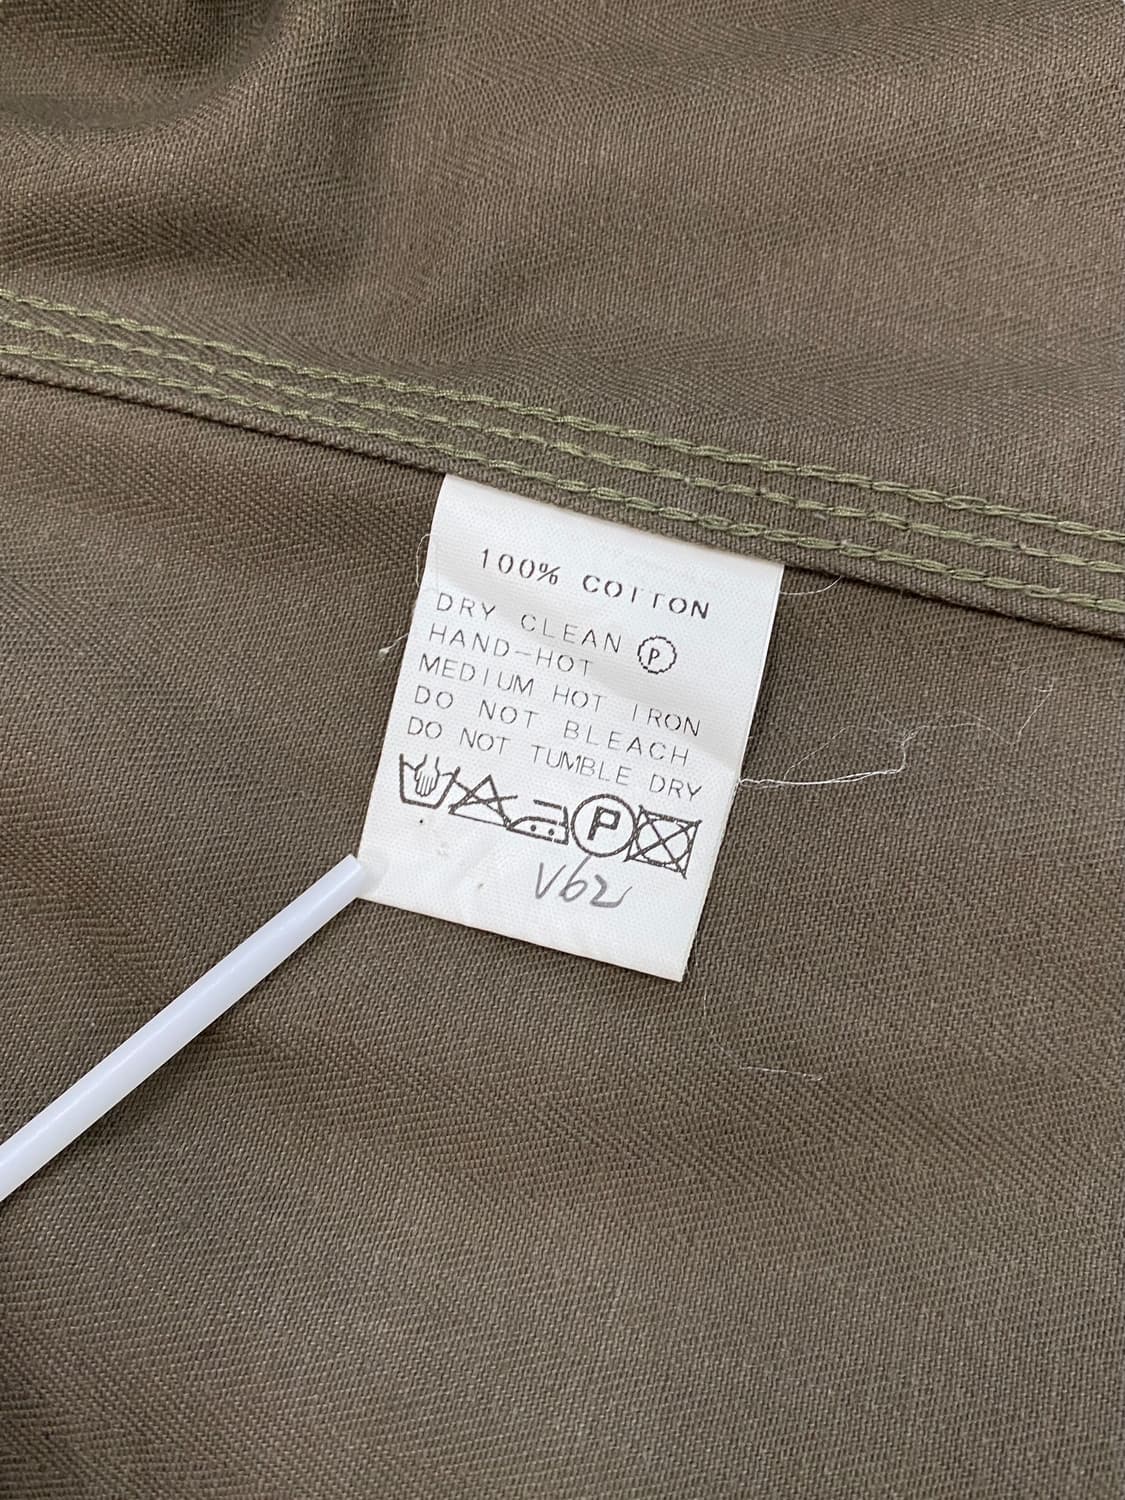 100% COTTON
DRY CLEAN Ⓟ
HAND-HOT
MEDIUM HOT IRON
DO NOT BLEACH
DO NOT TUMBLE DRY
P
V62